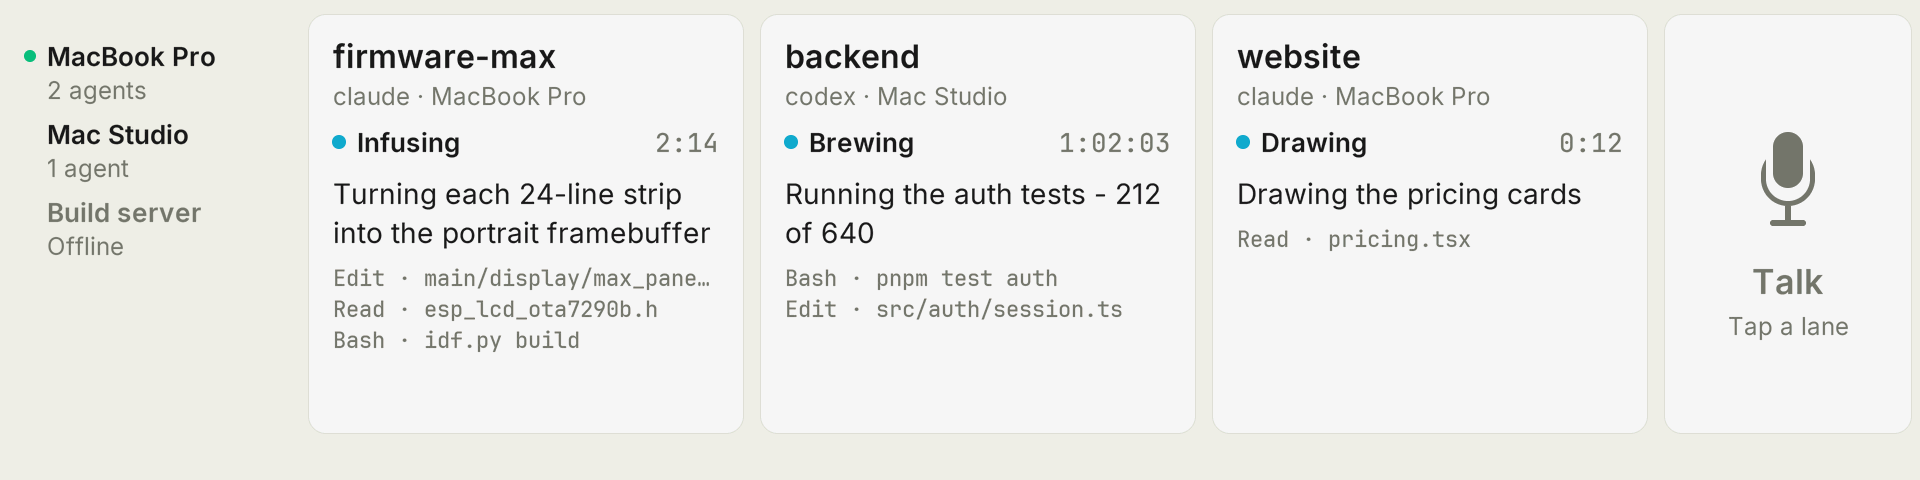 MacBook Pro
2 agents
Mac Studio
1 agent
Build server
Offline
firmware-max
claude · MacBook Pro
Infusing 2:14
Turning each 24-line strip
into the portrait framebuffer
Edit · main/display/max_pane…
Read · esp_lcd_ota7290b.h
Bash · idf.py build
backend
codex · Mac Studio
Brewing 1:02:03
Running the auth tests - 212
of 640
Bash · pnpm test auth
Edit · src/auth/session.ts
website
claude · MacBook Pro
Drawing 0:12
Drawing the pricing cards
Read · pricing.tsx
Talk
Tap a lane